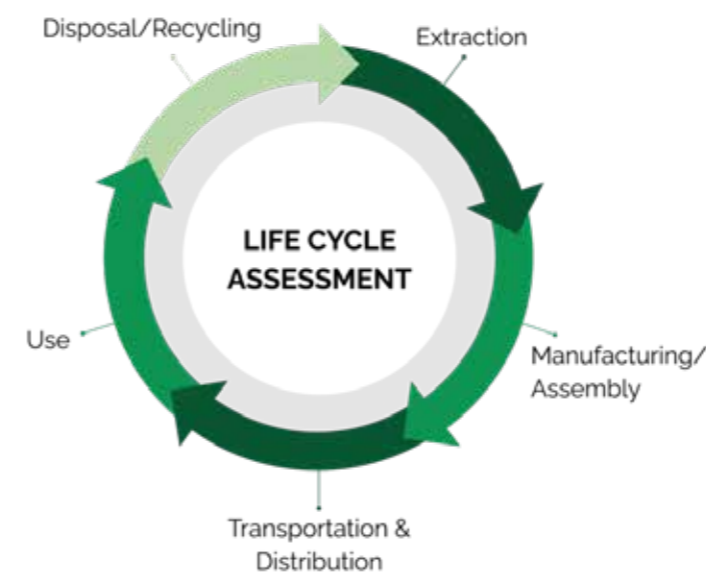 Disposal/Recycling
Extraction
LIFE CYCLE
ASSESSMENT
Use
Manufacturing/
Assembly
Transportation &
Distribution